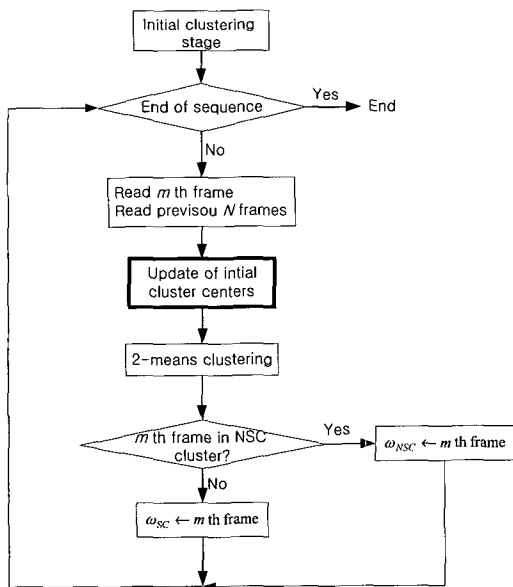 Initial clustering
stage
End of sequence
Yes
End
No
Read m th frame
Read previsou N frames
Update of intial
cluster centers
2-means clustering
m th frame in NSC
cluster?
Yes
ω_NSC ← m th frame
No
ω_SC ← m th frame